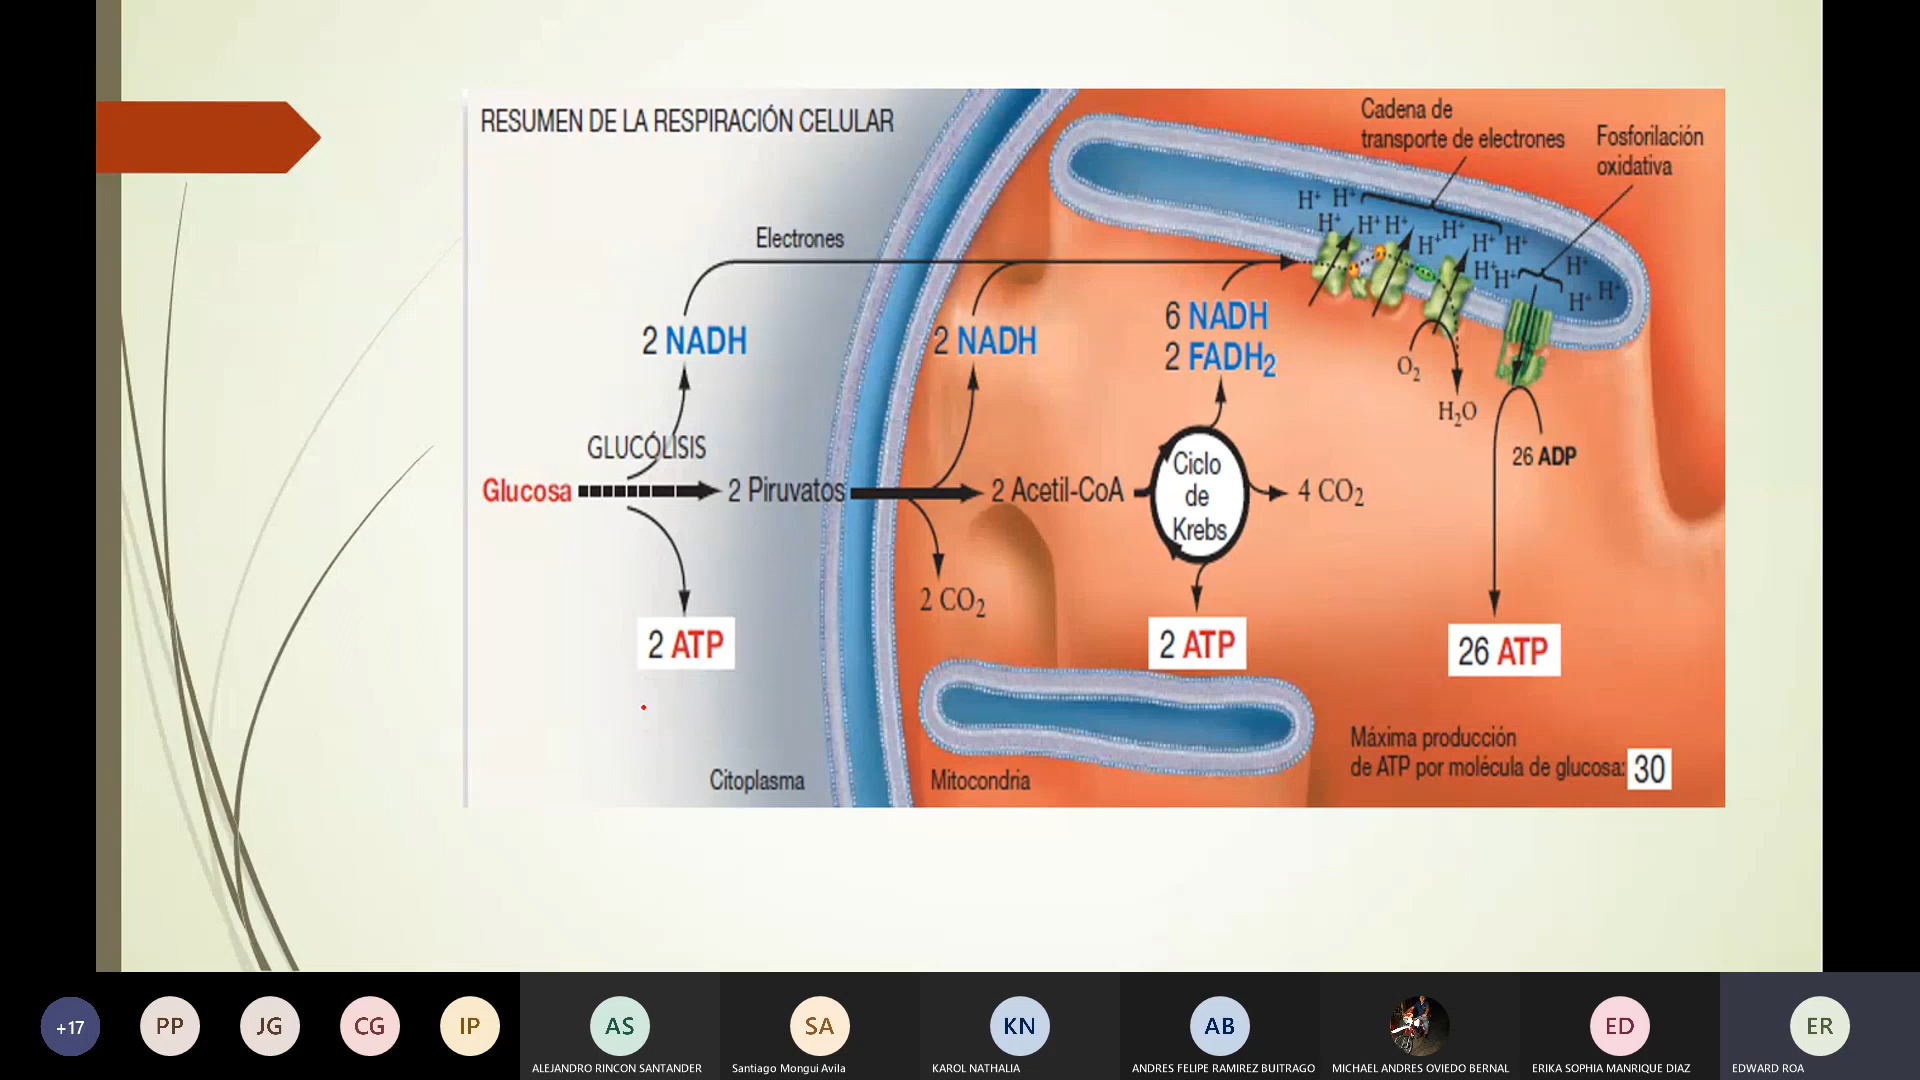 RESUMEN DE LA RESPIRACIÓN CELULAR
Cadena de
transporte de electrones
Fosforilación
oxidativa
H⁺ H⁺
H⁺ H⁺ H⁺
H⁺ H⁺ H⁺ H⁺
H⁺ H⁺ H⁺
H⁺ H⁺
Electrones
2 NADH
2 NADH
6 NADH
2 FADH₂
O₂
H₂O
26 ADP
GLUCÓLISIS
Glucosa
2 Piruvatos
2 Acetil-CoA
Ciclo
de
Krebs
4 CO₂
2 CO₂
2 ATP
2 ATP
26 ATP
Máxima producción
de ATP por molécula de glucosa: 30
Citoplasma
Mitocondria
+17
PP
JG
CG
IP
AS
SA
KN
AB
ED
ER
ALEJANDRO RINCON SANTANDER
Santiago Mongui Avila
KAROL NATHALIA
ANDRES FELIPE RAMIREZ BUITRAGO
MICHAEL ANDRES OVIEDO BERNAL
ERIKA SOPHIA MANRIQUE DIAZ
EDWARD ROA